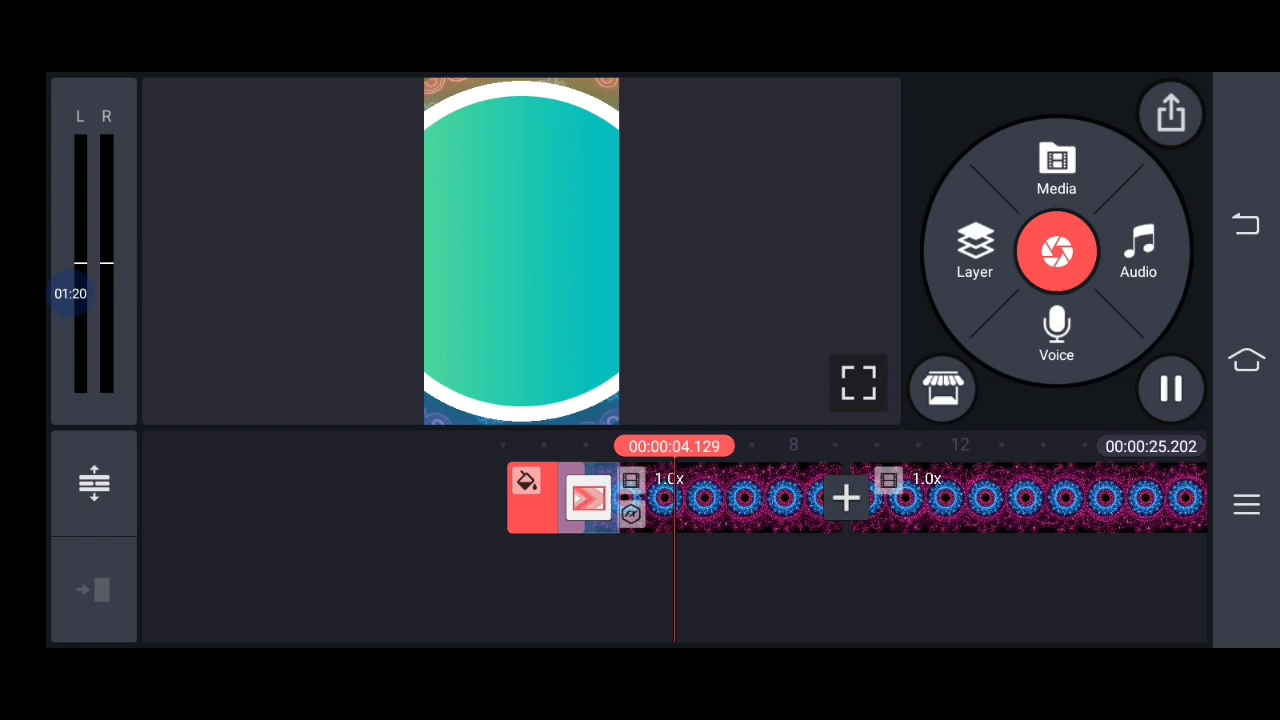 L R
01:20
Media
Layer
Audio
Voice
00:00:04.129
8
12
00:00:25.202
1.0x
1.0x
FX